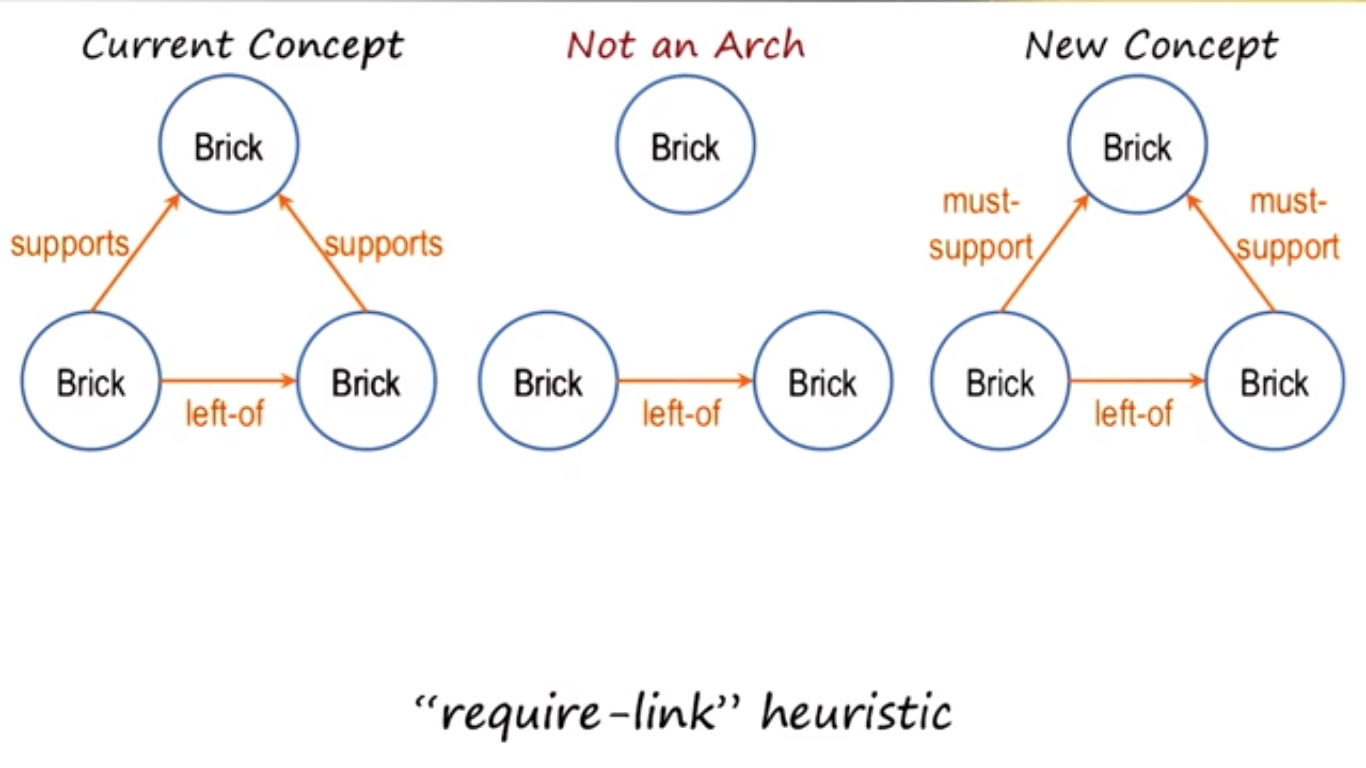 Current Concept
Not an Arch
New Concept
Brick
supports
supports
Brick
left-of
Brick
Brick
Brick
left-of
Brick
Brick
must-
support
must-
support
Brick
left-of
Brick
“require-link” heuristic